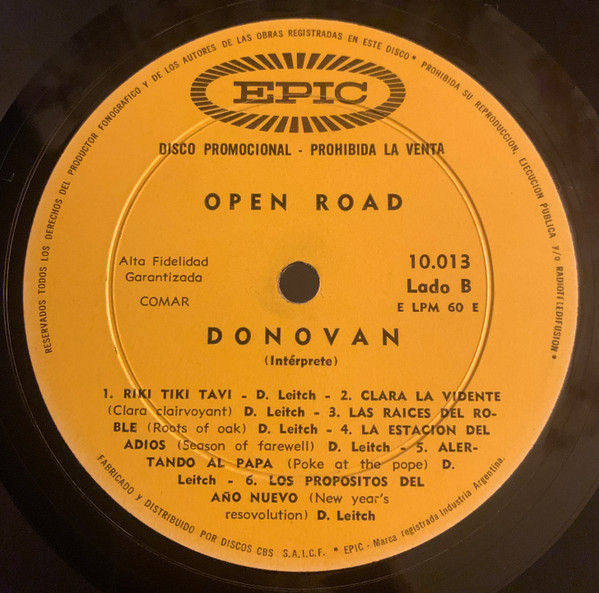 RESERVADOS TODOS LOS DERECHOS DEL PRODUCTOR FONOGRAFICO Y DE LOS AUTORES DE LAS OBRAS REGISTRADAS EN ESTE DISCO * PROHIBIDA SU REPRODUCCION, EJECUCION PUBLICA Y/O RADIOTELEDIFUSION *
EPIC
DISCO PROMOCIONAL - PROHIBIDA LA VENTA
OPEN ROAD
Alta Fidelidad
Garantizada
COMAR
10.013
Lado B
E LPM 60 E
DONOVAN
(Intérprete)
1. RIKI TIKI TAVI - D. Leitch - 2. CLARA LA VIDENTE
(Clara clairvoyant) D. Leitch - 3. LAS RAICES DEL RO-
BLE (Roots of oak) D. Leitch - 4. LA ESTACION DEL
ADIOS (Season of farewell) D. Leitch - 5. ALER-
TANDO AL PAPA (Poke at the pope) D.
Leitch - 6. LOS PROPOSITOS DEL
AÑO NUEVO (New year's
resovolution) D. Leitch
FABRICADO Y DISTRIBUIDO POR DISCOS CBS S.A.I.C.F. * EPIC - Marca registrada Industria Argentina.